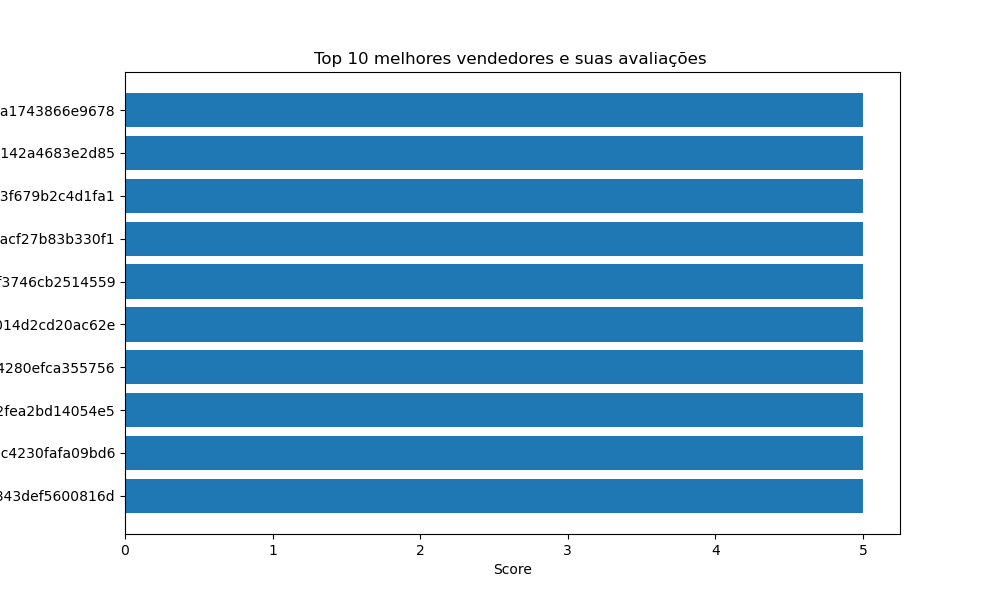 Top 10 melhores vendedores e suas avaliações
a1743866e9678
142a4683e2d85
3f679b2c4d1fa1
acf27b83b330f1
f3746cb2514559
014d2cd20ac62e
4280efca355756
2fea2bd14054e5
c4230fafa09bd6
343def5600816d
0 1 2 3 4 5
Score